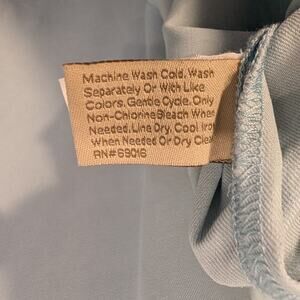 Machine Wash Cold. Wash
Separately Or With Like
Colors. Gentle Cycle. Only
Non-Chlorine Bleach When
Needed. Line Dry. Cool Iron
When Needed Or Dry Clean
RN#69016